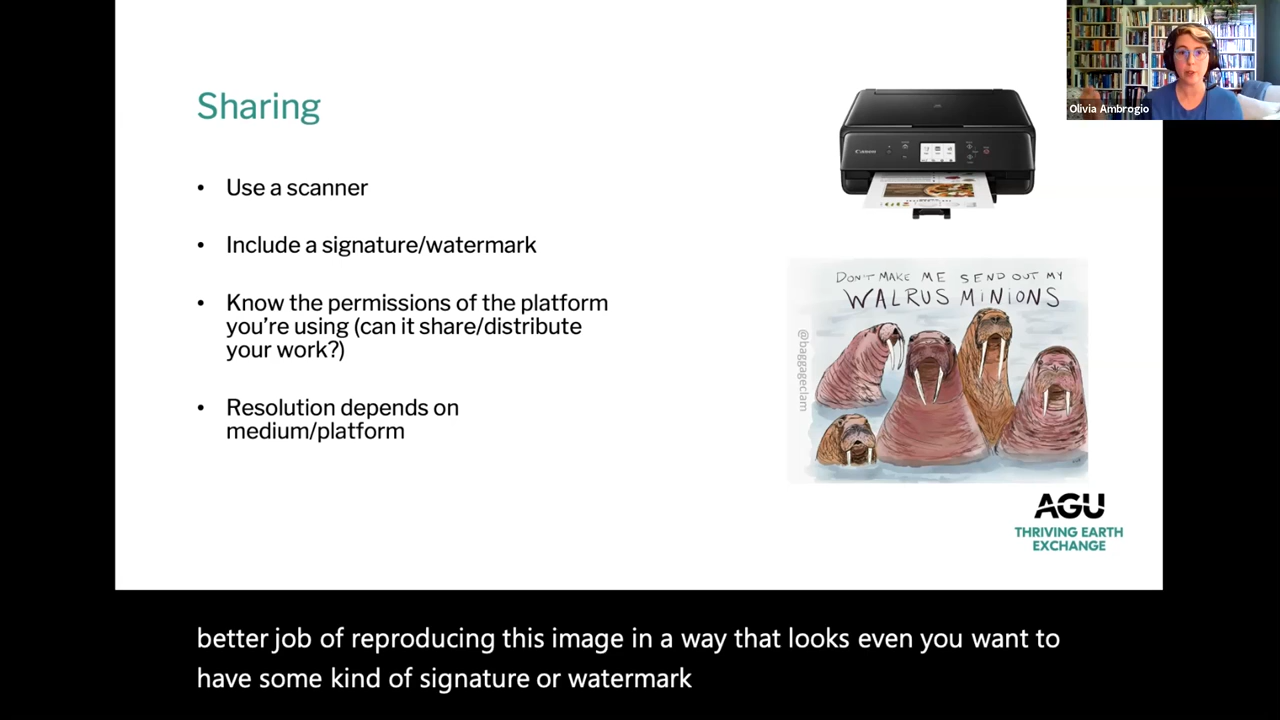 Olivia Ambrogio
Sharing
• Use a scanner
• Include a signature/watermark
• Know the permissions of the platform
you're using (can it share/distribute
your work?)
• Resolution depends on
medium/platform
Canon
DON'T MAKE ME SEND OUT MY
WALRUS MINIONS
@baggageclam
AGU
THRIVING EARTH
EXCHANGE
better job of reproducing this image in a way that looks even you want to
have some kind of signature or watermark